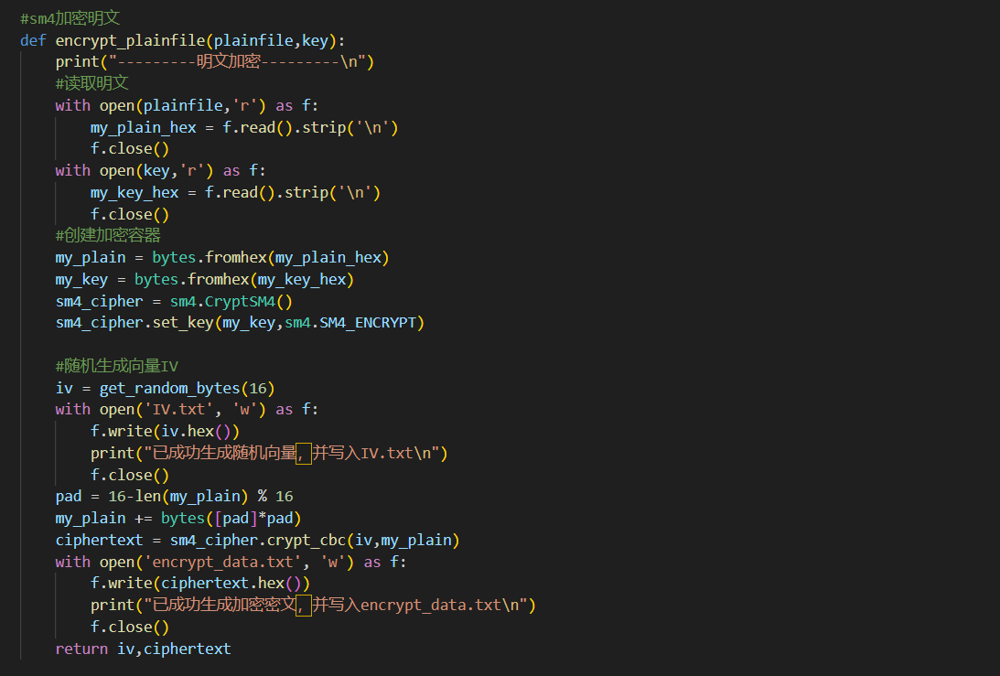 #sm4加密明文
def encrypt_plainfile(plainfile,key):
    print("---------明文加密---------\n")
    #读取明文
    with open(plainfile,'r') as f:
        my_plain_hex = f.read().strip('\n')
        f.close()
    with open(key,'r') as f:
        my_key_hex = f.read().strip('\n')
        f.close()
    #创建加密容器
    my_plain = bytes.fromhex(my_plain_hex)
    my_key = bytes.fromhex(my_key_hex)
    sm4_cipher = sm4.CryptSM4()
    sm4_cipher.set_key(my_key,sm4.SM4_ENCRYPT)

    #随机生成向量IV
    iv = get_random_bytes(16)
    with open('IV.txt', 'w') as f:
        f.write(iv.hex())
        print("已成功生成随机向量，并写入IV.txt\n")
        f.close()
    pad = 16-len(my_plain) % 16
    my_plain += bytes([pad]*pad)
    ciphertext = sm4_cipher.crypt_cbc(iv,my_plain)
    with open('encrypt_data.txt', 'w') as f:
        f.write(ciphertext.hex())
        print("已成功生成加密密文，并写入encrypt_data.txt\n")
        f.close()
    return iv,ciphertext